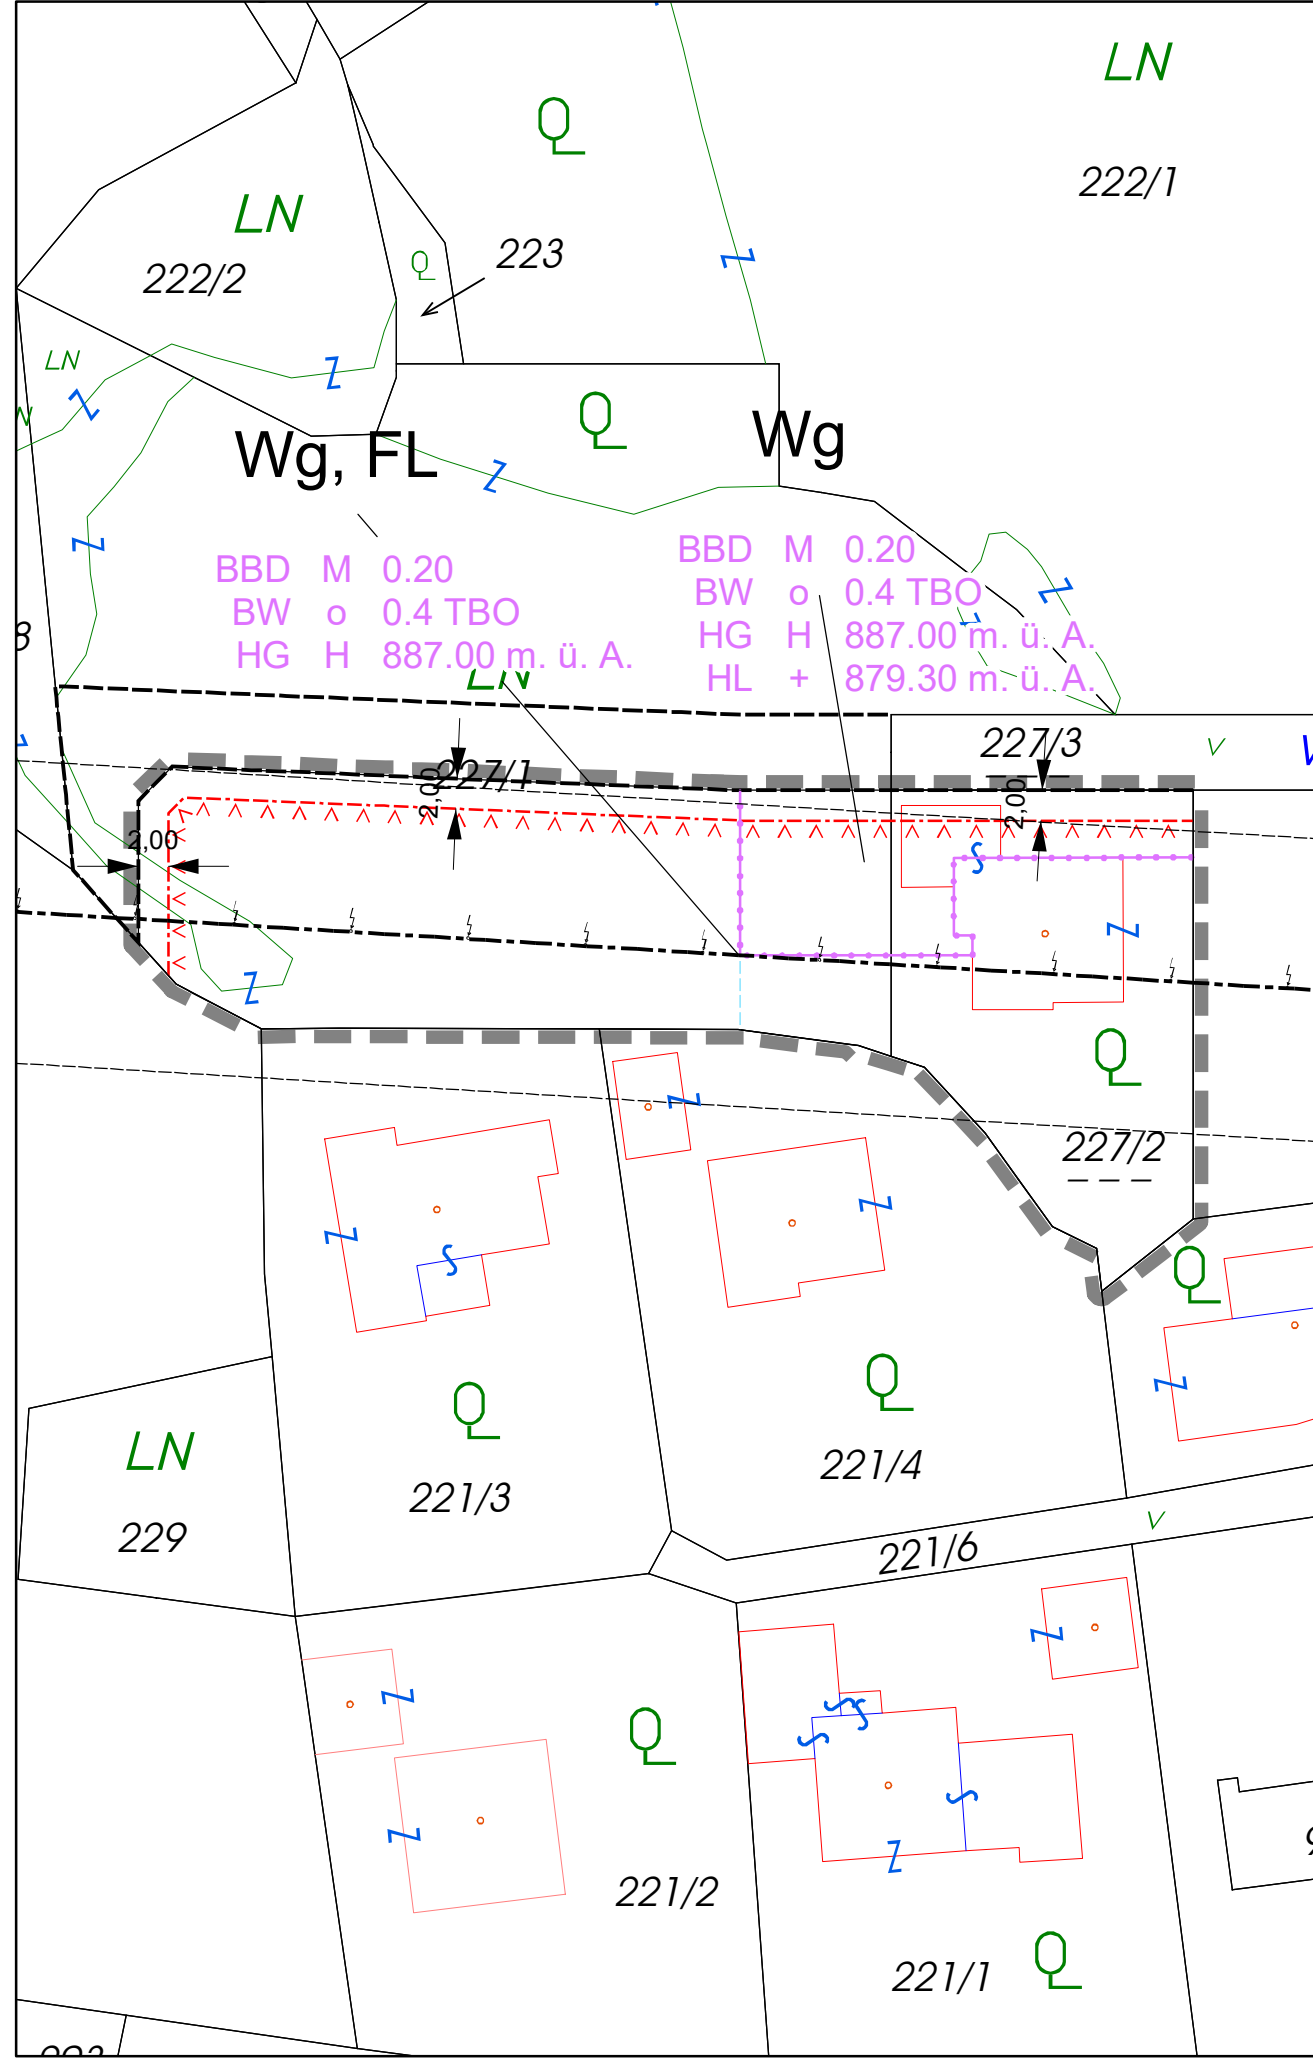 LN
222/1
LN
223
222/2
LN
Wg, FL
Wg
BBD M 0.20
BW o 0.4 TBO
HG H 887.00 m. ü. A.
BBD M 0.20
BW o 0.4 TBO
HG H 887.00 m. ü. A.
HL + 879.30 m. ü. A.
LN
227/3
227/1
2,00
2,00
2,00
227/2
LN
229
221/3
221/4
221/6
221/2
221/1